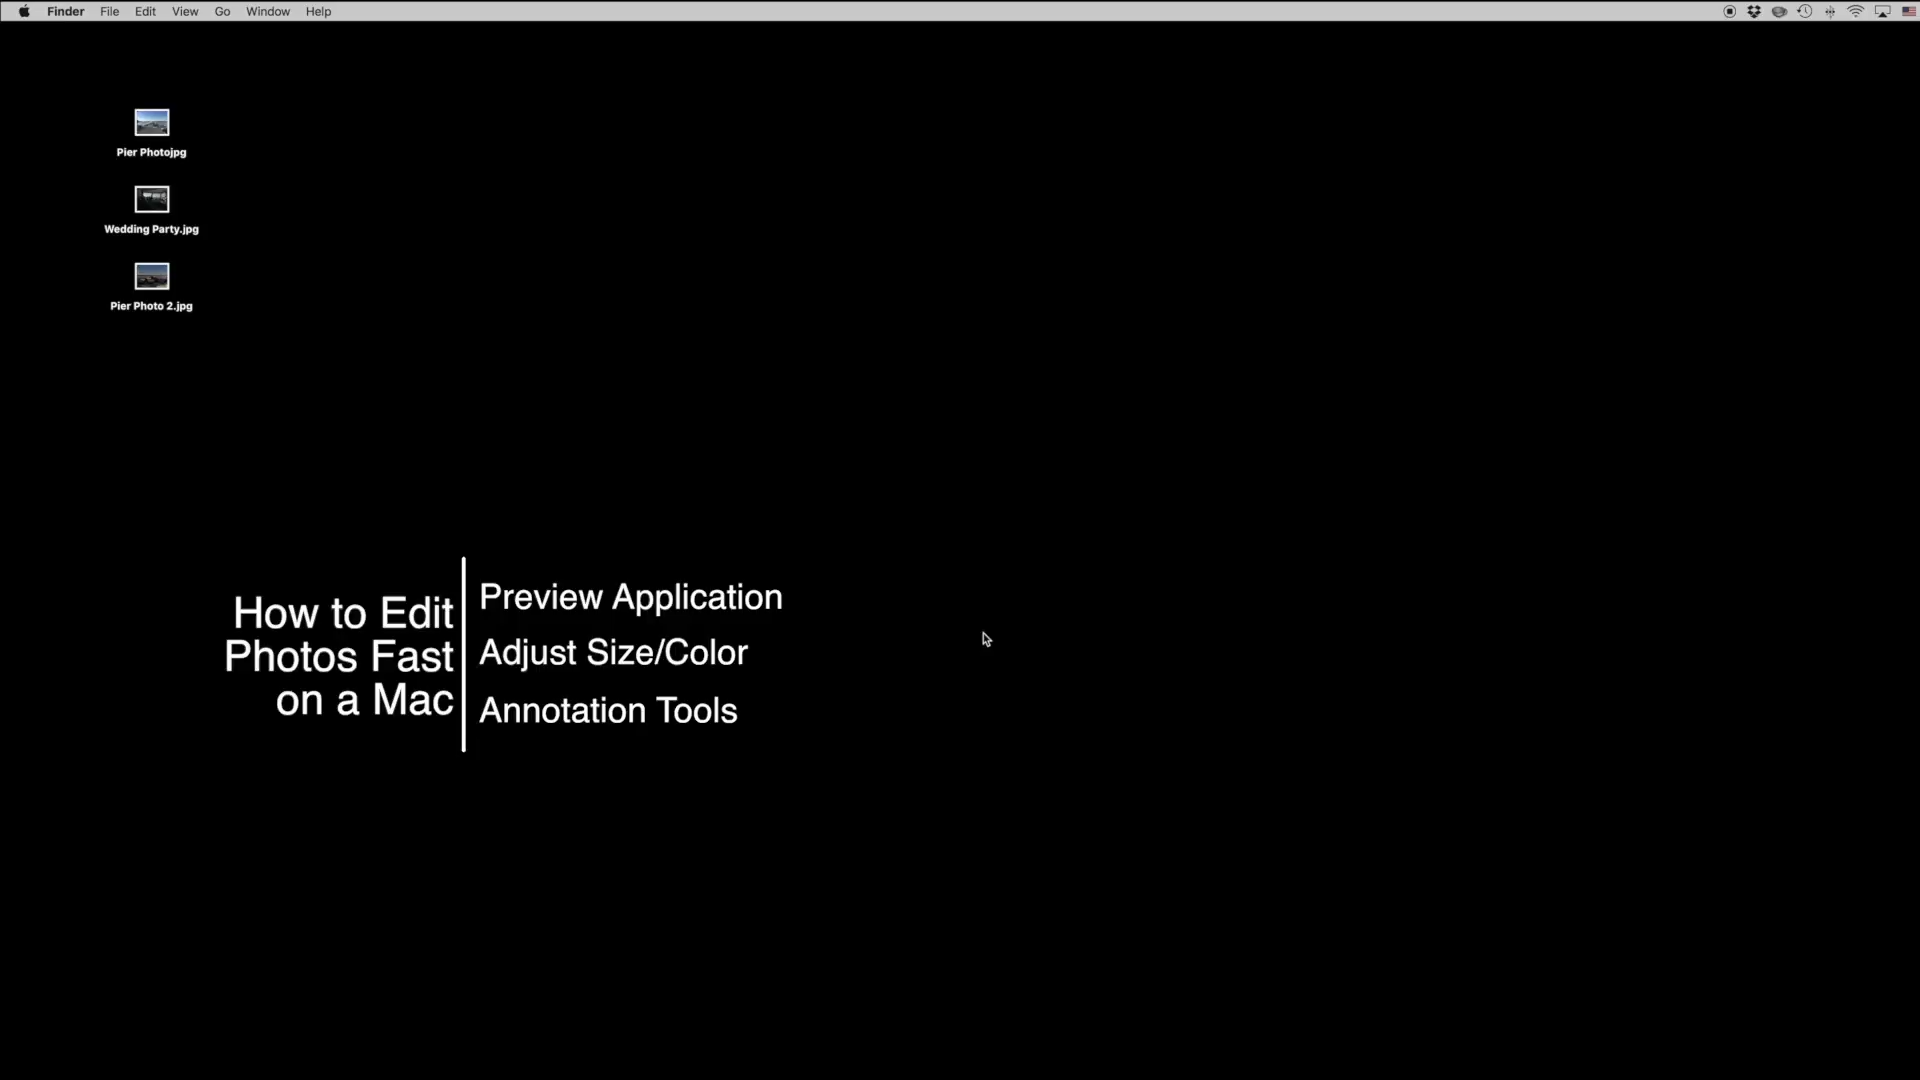 Finder File Edit View Go Window Help
Pier Photojpg
Wedding Party.jpg
Pier Photo 2.jpg
How to Edit
Photos Fast
on a Mac
Preview Application
Adjust Size/Color
Annotation Tools